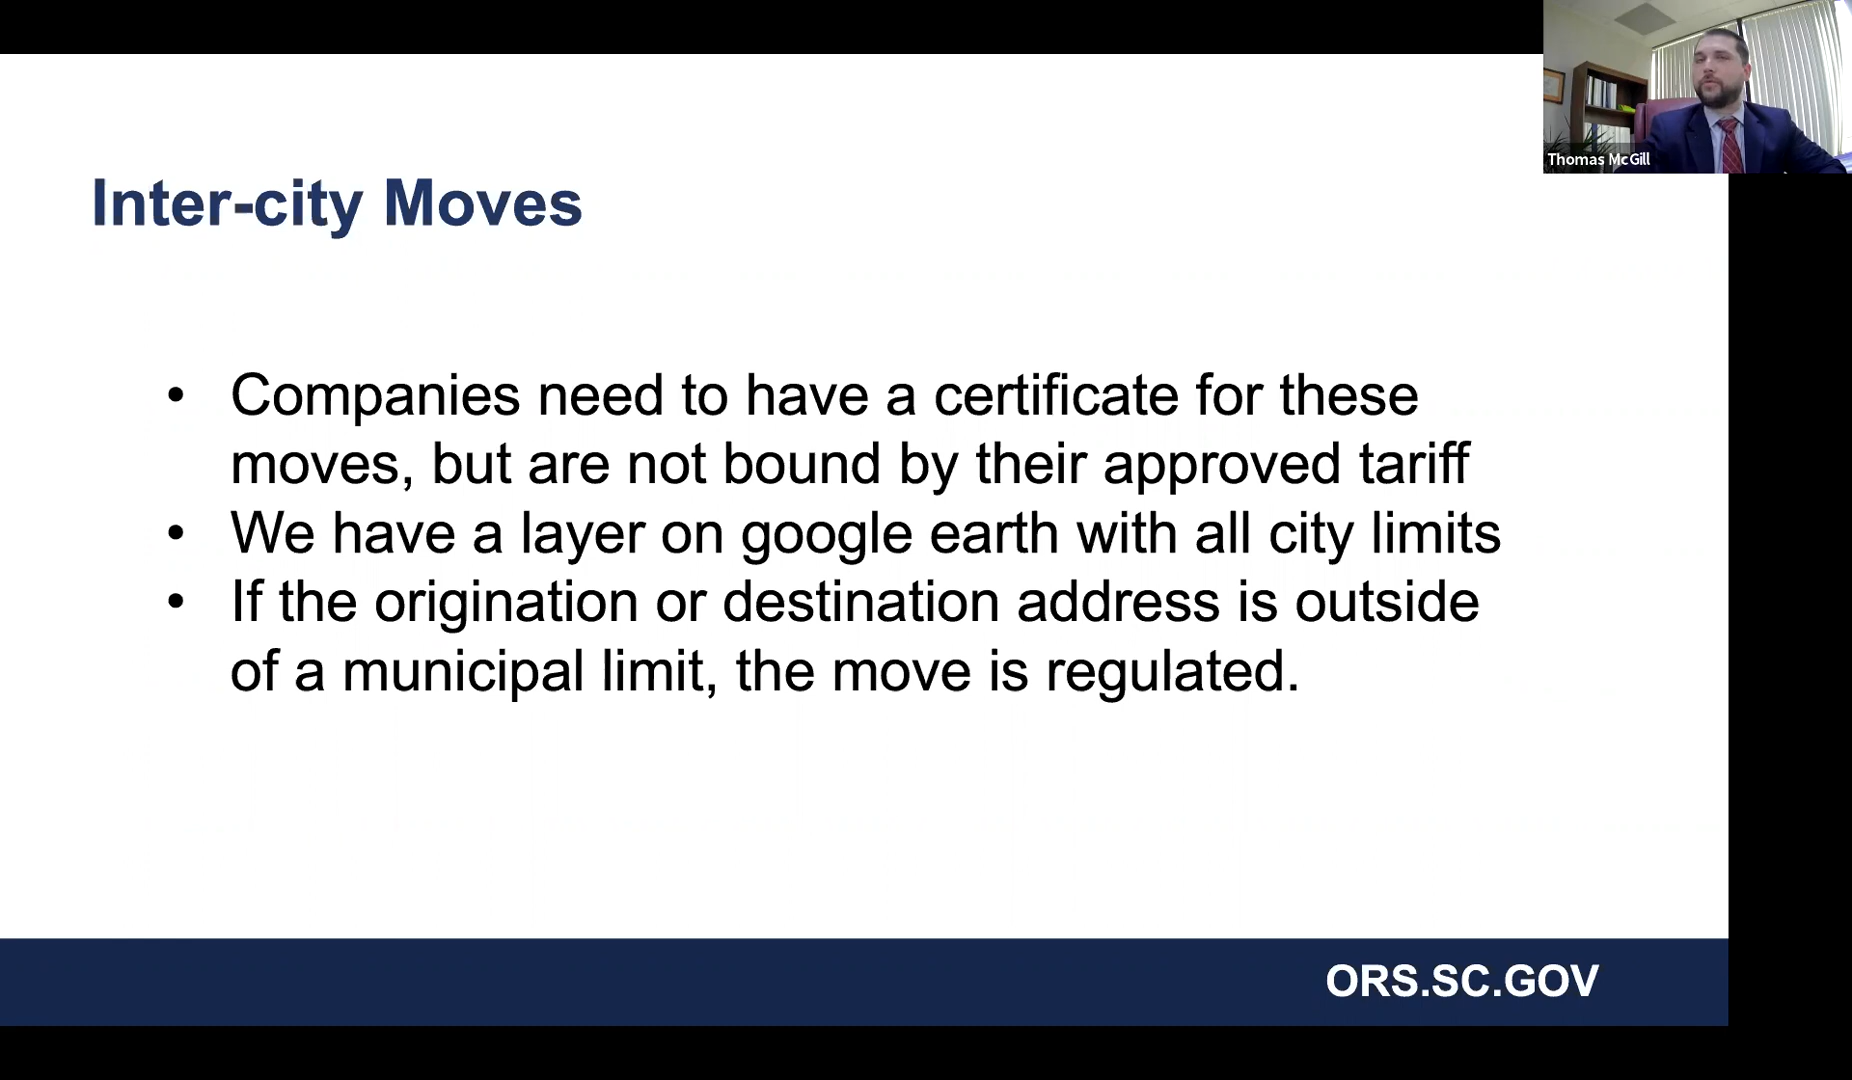 Thomas McGill
Inter-city Moves
• Companies need to have a certificate for these
moves, but are not bound by their approved tariff
• We have a layer on google earth with all city limits
• If the origination or destination address is outside
of a municipal limit, the move is regulated.
ORS.SC.GOV